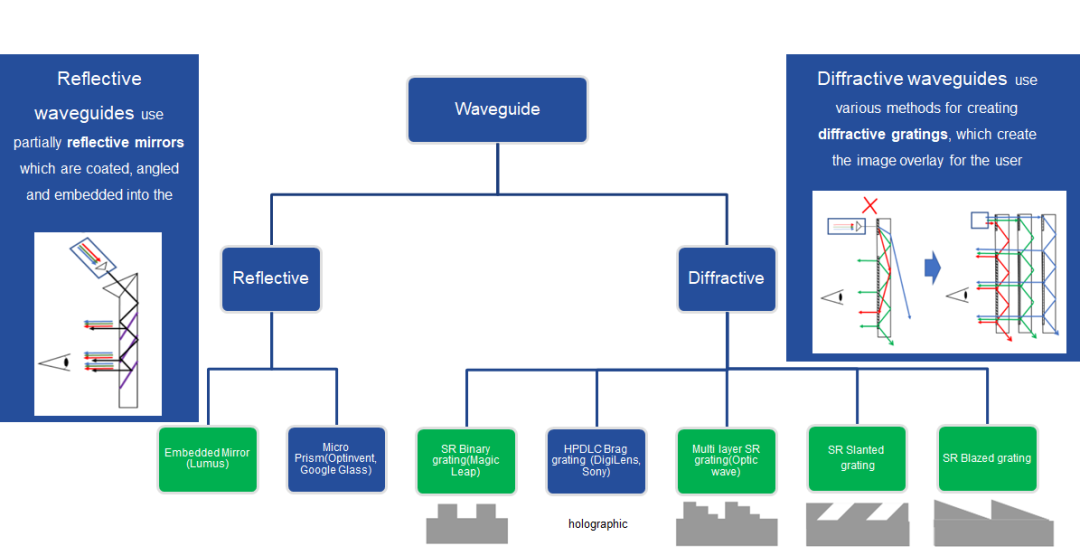 Reflective
waveguides use
partially reflective mirrors
which are coated, angled
and embedded into the
Waveguide
Diffractive waveguides use
various methods for creating
diffractive gratings, which create
the image overlay for the user
Reflective
Diffractive
Embedded Mirror
(Lumus)
Micro
Prism(Optinvent,
Google Glass)
SR Binary
grating(Magic
Leap)
HPDLC Brag
grating (DigiLens,
Sony)
Multi layer SR
grating(Optic
wave)
SR Slanted
grating
SR Blazed grating
holographic